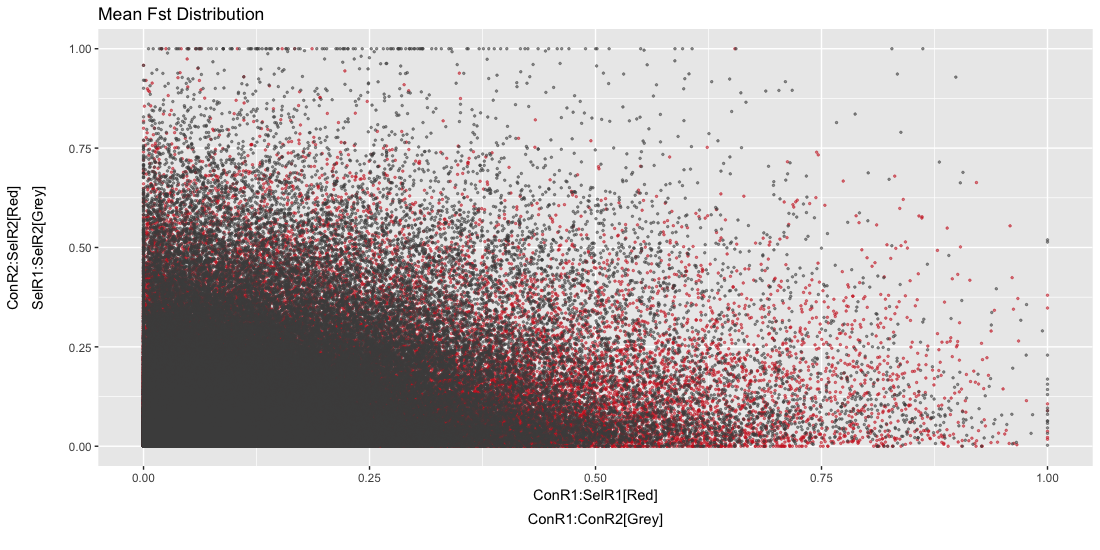 Mean Fst Distribution
ConR2::SelR2[Red]
SelR1:SelR2[Grey]
1.00
0.75
0.50
0.25
0.00
0.00 0.25 0.50 0.75 1.00
ConR1:SelR1[Red]
ConR1:ConR2[Grey]